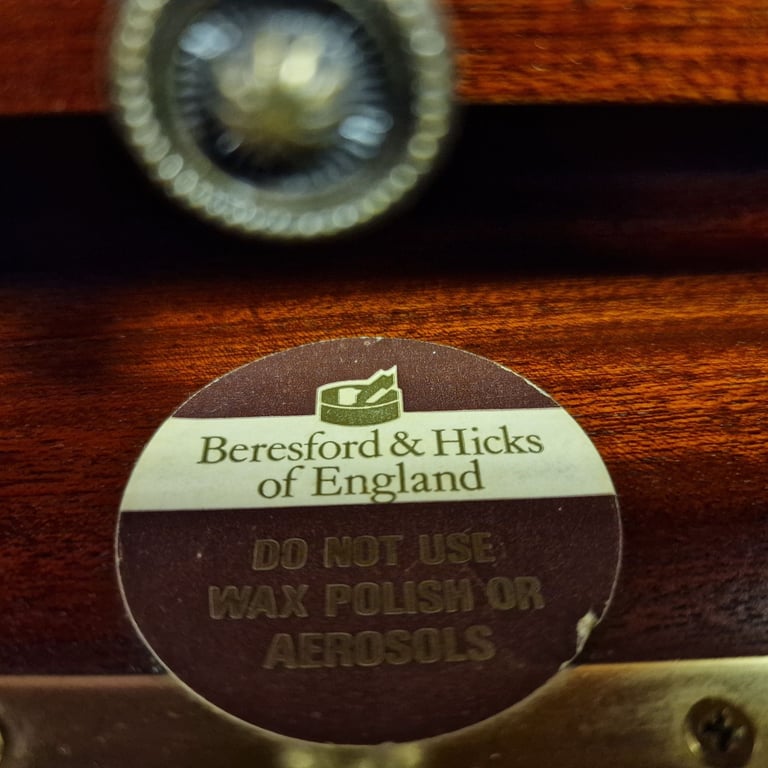 Beresford & Hicks
of England
DO NOT USE
WAX POLISH OR
AEROSOLS